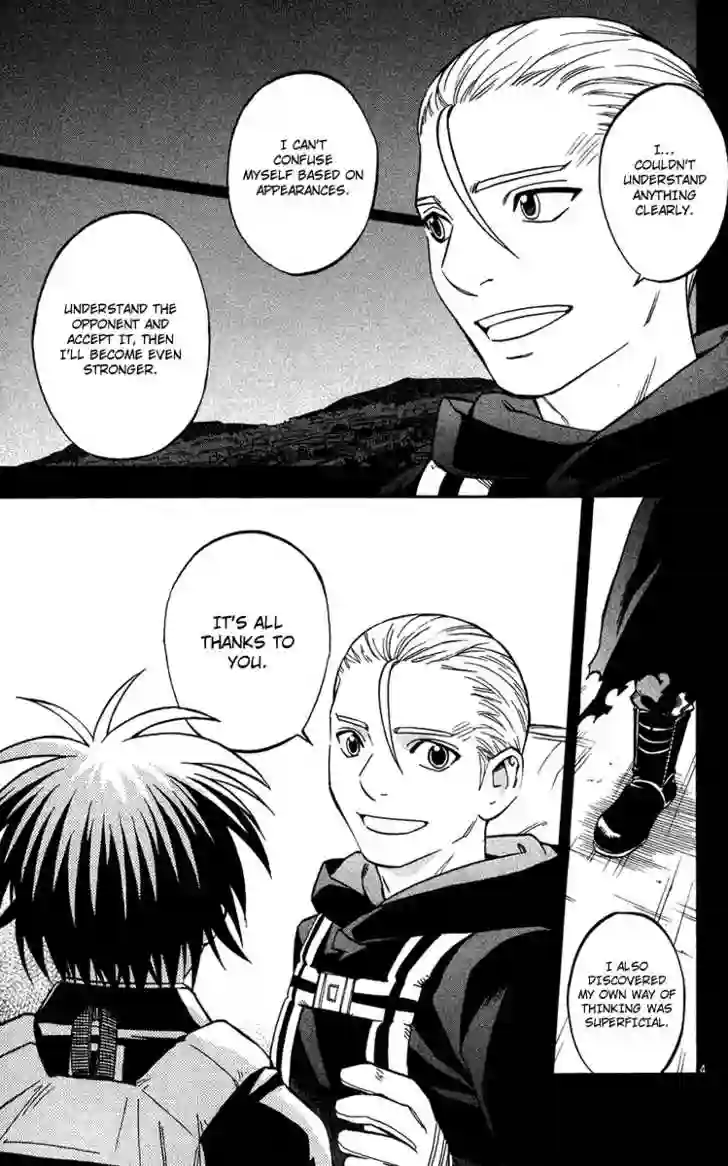 I...
COULDN'T
UNDERSTAND
ANYTHING
CLEARLY.
I CAN'T
CONFUSE
MYSELF BASED ON
APPEARANCES.
UNDERSTAND THE
OPPONENT AND
ACCEPT IT, THEN
I'LL BECOME EVEN
STRONGER.
I ALSO
DISCOVERED
MY OWN WAY OF
THINKING WAS
SUPERFICIAL.
IT'S ALL
THANKS TO
YOU.
4